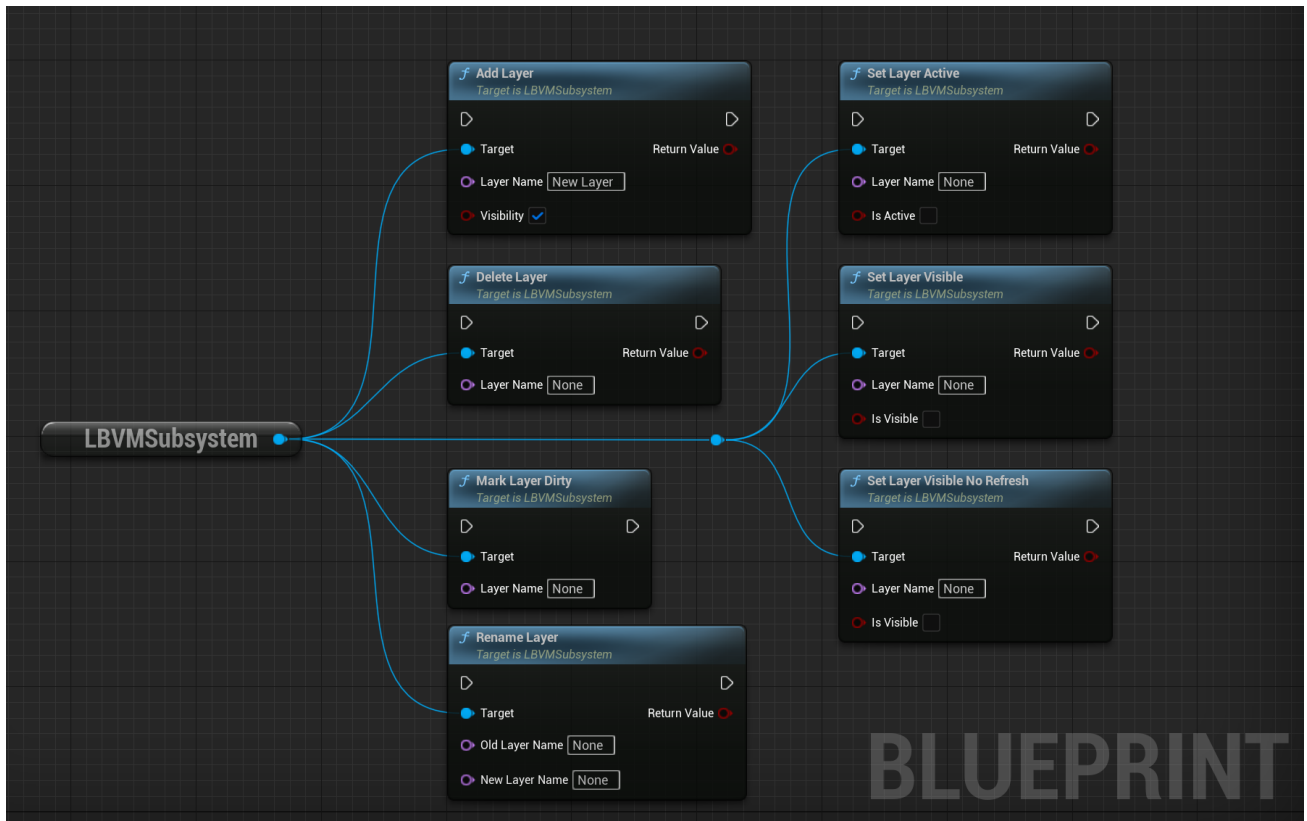 LBVMSubsystem
Add Layer
Target is LBVMSubsystem
Target
Return Value
Layer Name New Layer
Visibility
Delete Layer
Target is LBVMSubsystem
Target
Return Value
Layer Name None
Mark Layer Dirty
Target is LBVMSubsystem
Target
Layer Name None
Rename Layer
Target is LBVMSubsystem
Target
Return Value
Old Layer Name None
New Layer Name None
Set Layer Active
Target is LBVMSubsystem
Target
Return Value
Layer Name None
Is Active
Set Layer Visible
Target is LBVMSubsystem
Target
Return Value
Layer Name None
Is Visible
Set Layer Visible No Refresh
Target is LBVMSubsystem
Target
Return Value
Layer Name None
Is Visible
BLUEPRINT